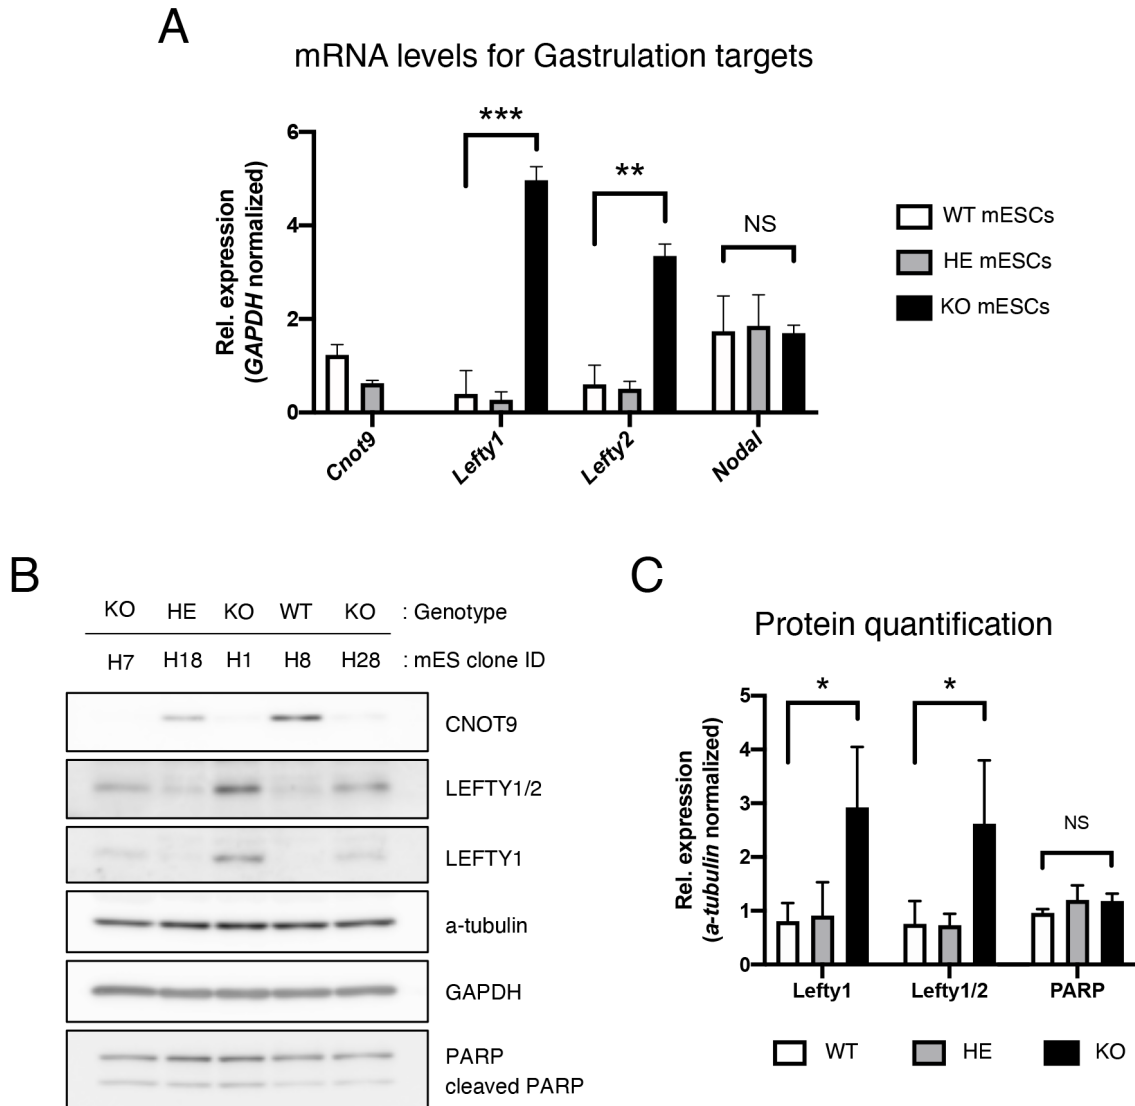 A
mRNA levels for Gastrulation targets
Rel. expression
(GAPDH normalized)
6
4
2
0
***
**
NS
Cnot9
Lefty1
Lefty2
Nodal
WT mESCs
HE mESCs
KO mESCs
B
KO HE KO WT KO : Genotype
H7 H18 H1 H8 H28 : mES clone ID
CNOT9
LEFTY1/2
LEFTY1
a-tubulin
GAPDH
PARP
cleaved PARP
C
Protein quantification
Rel. expression
(a-tubulin normalized)
5
4
3
2
1
0
*
*
NS
Lefty1
Lefty1/2
PARP
WT
HE
KO